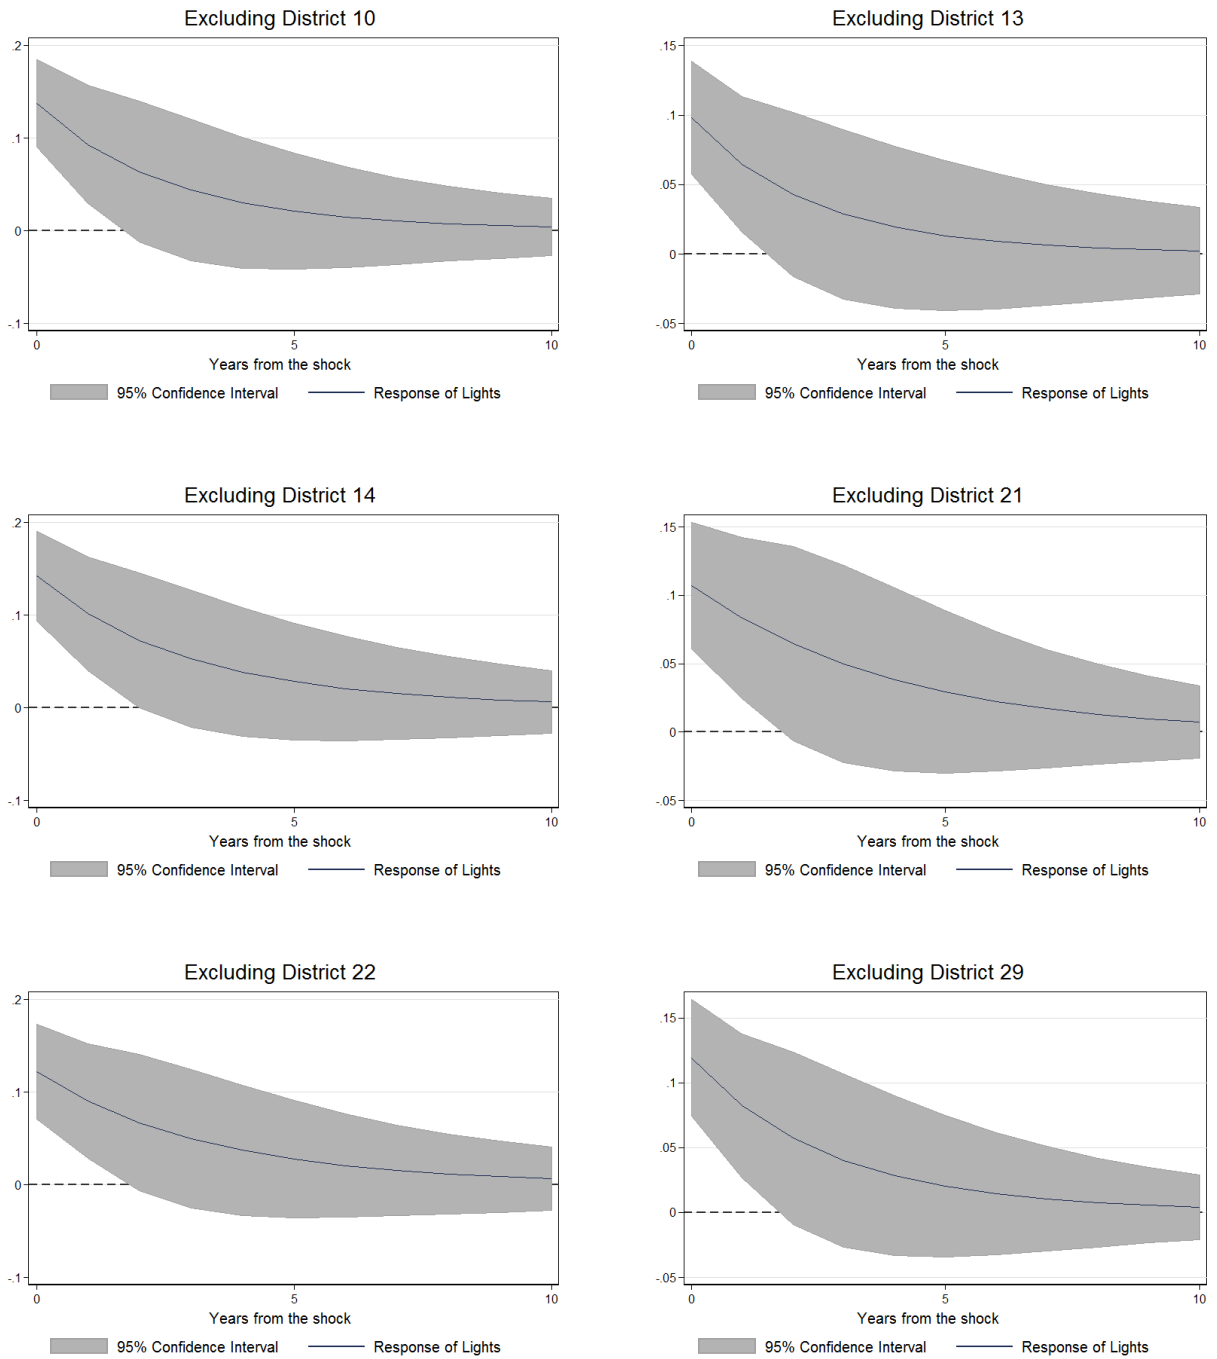 Excluding District 10
.2
.1
0
-.1
0 5 10
Years from the shock
95% Confidence Interval Response of Lights
Excluding District 13
.15
.1
.05
0
-.05
0 5 10
Years from the shock
95% Confidence Interval Response of Lights
Excluding District 14
.2
.1
0
-.1
0 5 10
Years from the shock
95% Confidence Interval Response of Lights
Excluding District 21
.15
.1
.05
0
-.05
0 5 10
Years from the shock
95% Confidence Interval Response of Lights
Excluding District 22
.2
.1
0
-.1
0 5 10
Years from the shock
95% Confidence Interval Response of Lights
Excluding District 29
.15
.1
.05
0
-.05
0 5 10
Years from the shock
95% Confidence Interval Response of Lights